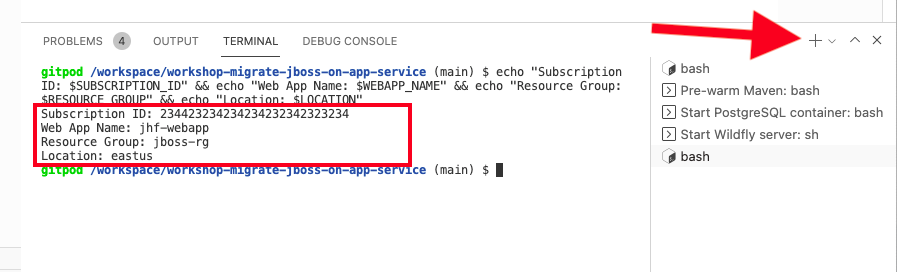 PROBLEMS 4 OUTPUT TERMINAL DEBUG CONSOLE
gitpod /workspace/workshop-migrate-jboss-on-app-service (main) $ echo "Subscription
ID: $SUBSCRIPTION_ID" && echo "Web App Name: $WEBAPP_NAME" && echo "Resource Group:
$RESOURCE_GROUP" && echo "Location: $LOCATION"
Subscription ID: 234423234234234232342323234
Web App Name: jhf-webapp
Resource Group: jboss-rg
Location: eastus
gitpod /workspace/workshop-migrate-jboss-on-app-service (main) $
bash
Pre-warm Maven: bash
Start PostgreSQL container: bash
Start Wildfly server: sh
bash